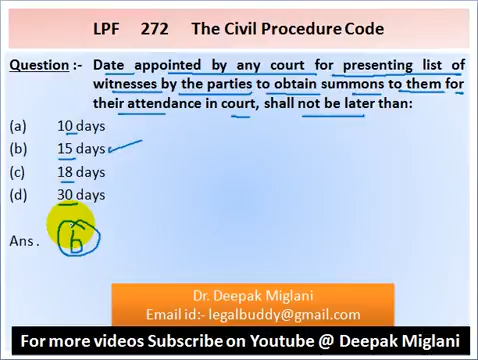 LPF 272 The Civil Procedure Code
Question :- Date appointed by any court for presenting list of
witnesses by the parties to obtain summons to them for
their attendance in court, shall not be later than:
(a) 10 days
(b) 15 days
(c) 18 days
(d) 30 days
Ans. b
Dr. Deepak Miglani
Email id:- legalbuddy@gmail.com
For more videos Subscribe on Youtube @ Deepak Miglani